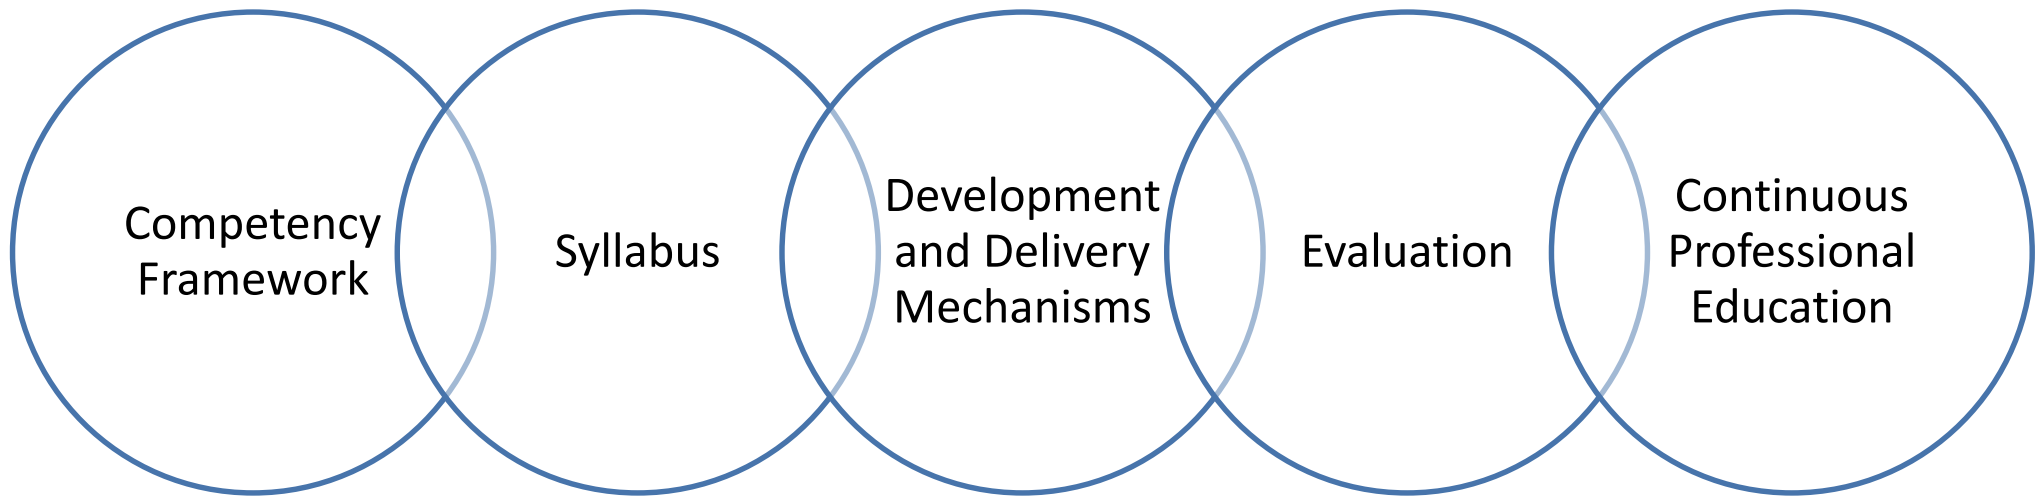 Competency
Framework
Syllabus
Development
and Delivery
Mechanisms
Evaluation
Continuous
Professional
Education